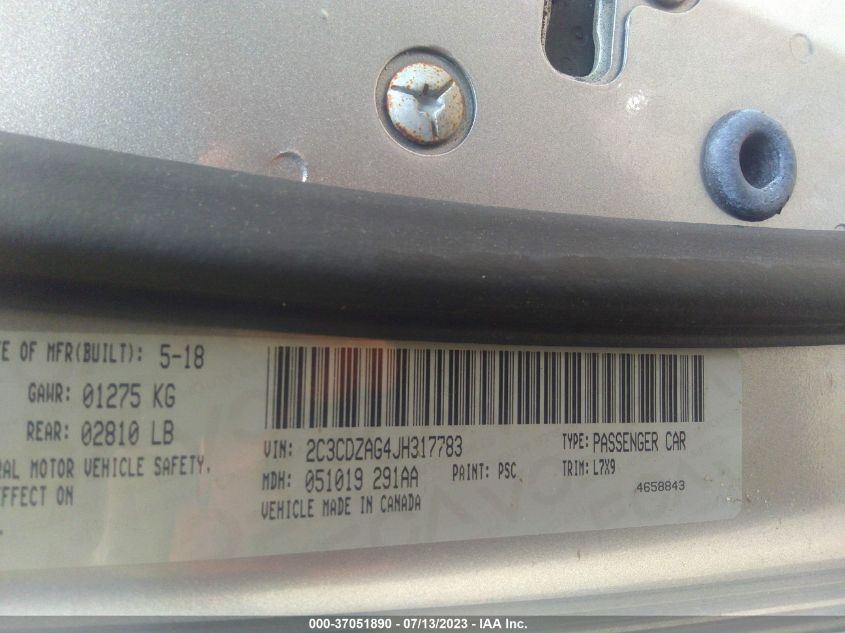 E OF MFR(BUILT): 5-18
GAWR: 01275 KG
REAR: 02810 LB
RAL MOTOR VEHICLE SAFETY,
EFFECT ON
VIN: 2C3CDZAG4JH317783
TYPE: PASSENGER CAR
MDH: 051019 291AA
PAINT: PSC
TRIM: L7X9
VEHICLE MADE IN CANADA
4658843
000-37051890 - 07/13/2023 - IAA Inc.